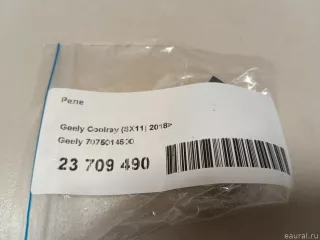 Реле
Geely Coolray (SX11) 2018>
Geely 7075014500
23 709 490
eaural.ru